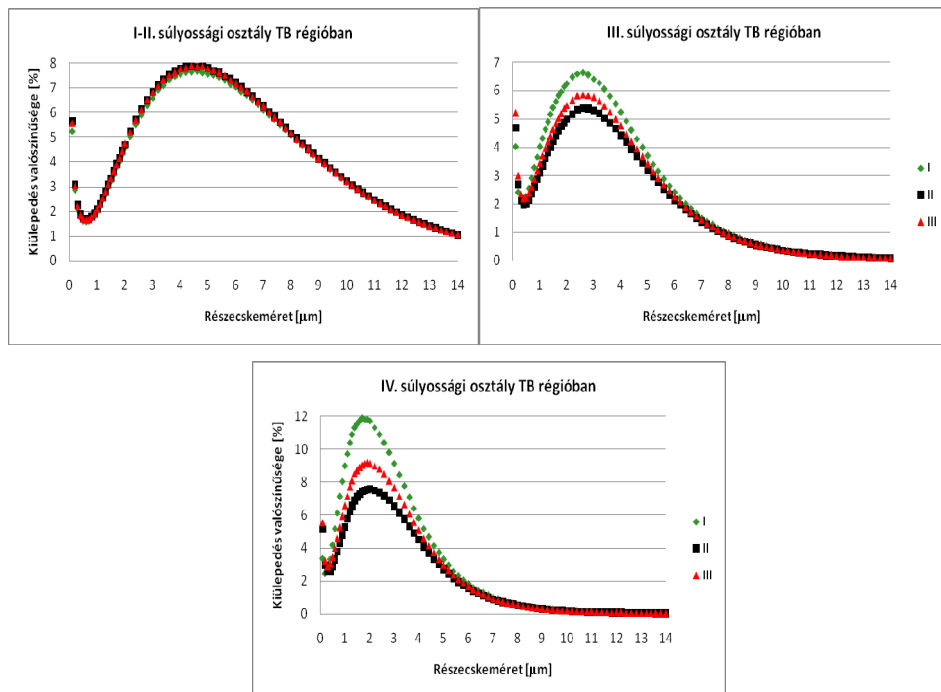 I-II. súlyossági osztály TB régióban
Kiülepedés valószínűsége [%]
8
7
6
5
4
3
2
1
0
0 1 2 3 4 5 6 7 8 9 10 11 12 13 14
Részecskeméret [μm]
III. súlyossági osztály TB régióban
Kiülepedés valószínűsége [%]
7
6
5
4
3
2
1
0
0 1 2 3 4 5 6 7 8 9 10 11 12 13 14
Részecskeméret [μm]
I
II
III
IV. súlyossági osztály TB régióban
Kiülepedés valószínűsége [%]
12
10
8
6
4
2
0
0 1 2 3 4 5 6 7 8 9 10 11 12 13 14
Részecskeméret [μm]
I
II
III